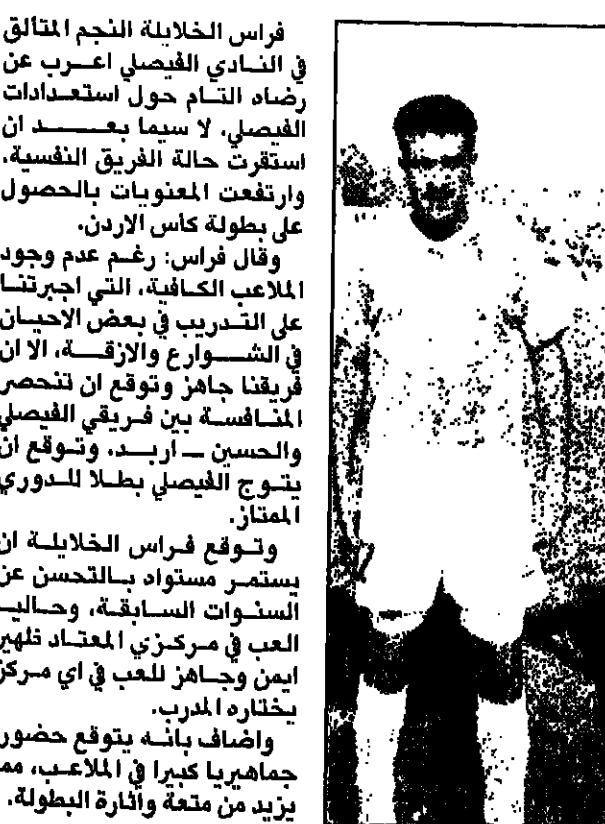 فراس الخلايلة النجم المتألق
في النادي الفيصلي اعرب عن
رضاه التام حول استعدادات
الفيصلي، لا سيما بعد ان
استقرت حالة الفريق النفسية،
وارتفعت المعنويات بالحصول
على بطولة كأس الاردن.
وقال فراس: رغم عدم وجود
الملاعب الكافية، التي اجبرتنا
على التدريب في بعض الاحيان
في الشوارع والازقة، الا ان
فريقنا جاهز وتوقع ان تنحصر
المنافسة بين فريقي الفيصلي
والحسين ــ اربد، وتوقع ان
يتوج الفيصلي بطلا للدوري
الممتاز.
وتوقع فراس الخلايلة ان
يستمر مستواه بالتحسن عن
السنوات السابقة، وحاليـ
العب في مركزي المعتاد ظهير
ايمن وجاهز للعب في اي مركز
يختاره المدرب.
واضاف بانه يتوقع حضور
جماهيريا كبيرا في الملاعب، مم
يزيد من متعة وأثارة البطولة.